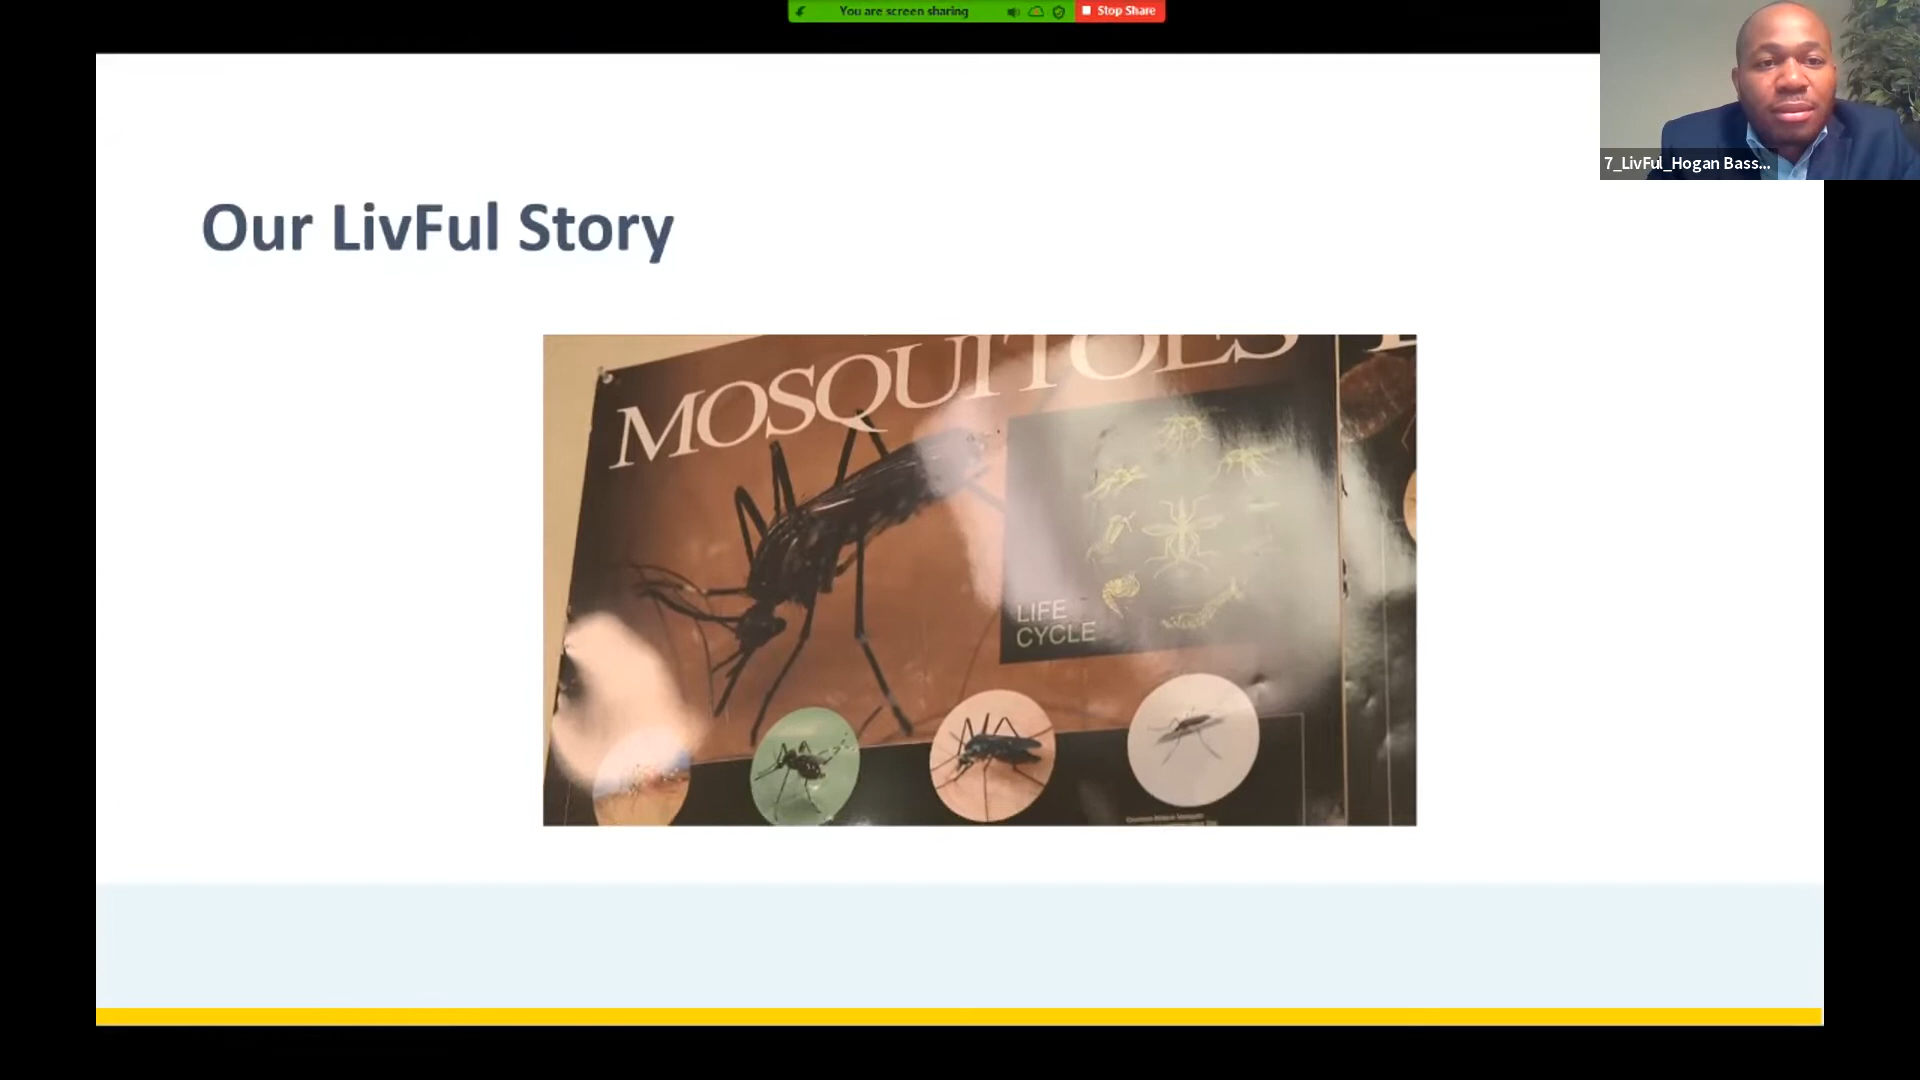 You are screen sharing
Stop Share
7_LivFul_Hogan Bass...
Our LivFul Story
MOSQUITOES
LIFE
CYCLE